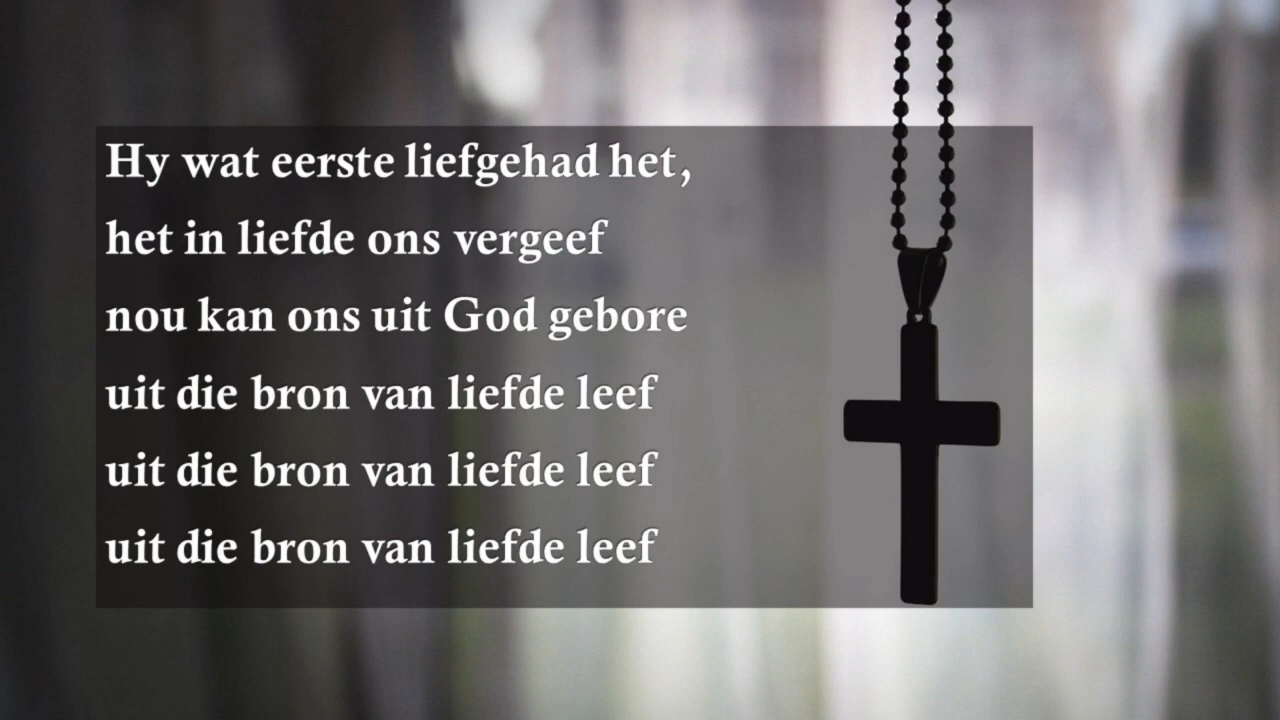 Hy wat eerste liefgehad het,
het in liefde ons vergeef
nou kan ons uit God gebore
uit die bron van liefde leef
uit die bron van liefde leef
uit die bron van liefde leef